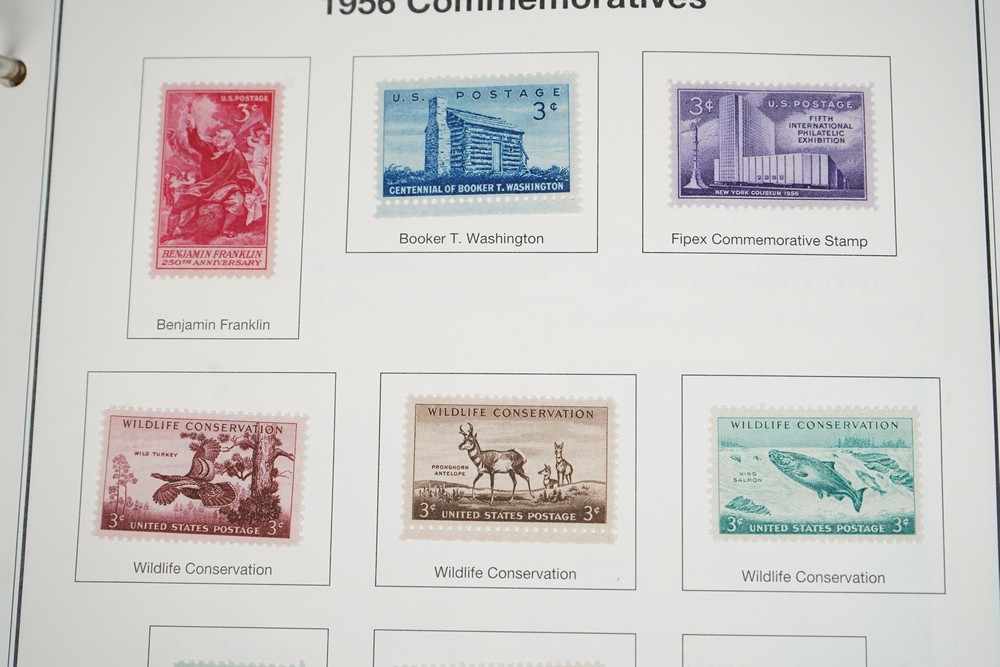 1956 Commemoratives
U.S. POSTAGE
3¢
BENJAMIN FRANKLIN
250TH ANNIVERSARY
Benjamin Franklin
U.S. POSTAGE
3¢
CENTENNIAL OF BOOKER T. WASHINGTON
Booker T. Washington
3¢ U.S. POSTAGE
FIFTH
INTERNATIONAL
PHILATELIC
EXHIBITION
NEW YORK COLISEUM 1956
Fipex Commemorative Stamp
WILDLIFE CONSERVATION
WILD TURKEY
3¢ UNITED STATES POSTAGE 3¢
Wildlife Conservation
WILDLIFE CONSERVATION
PRONGHORN
ANTELOPE
3¢ UNITED STATES POSTAGE 3¢
Wildlife Conservation
WILDLIFE CONSERVATION
KING
SALMON
3¢ UNITED STATES POSTAGE 3¢
Wildlife Conservation